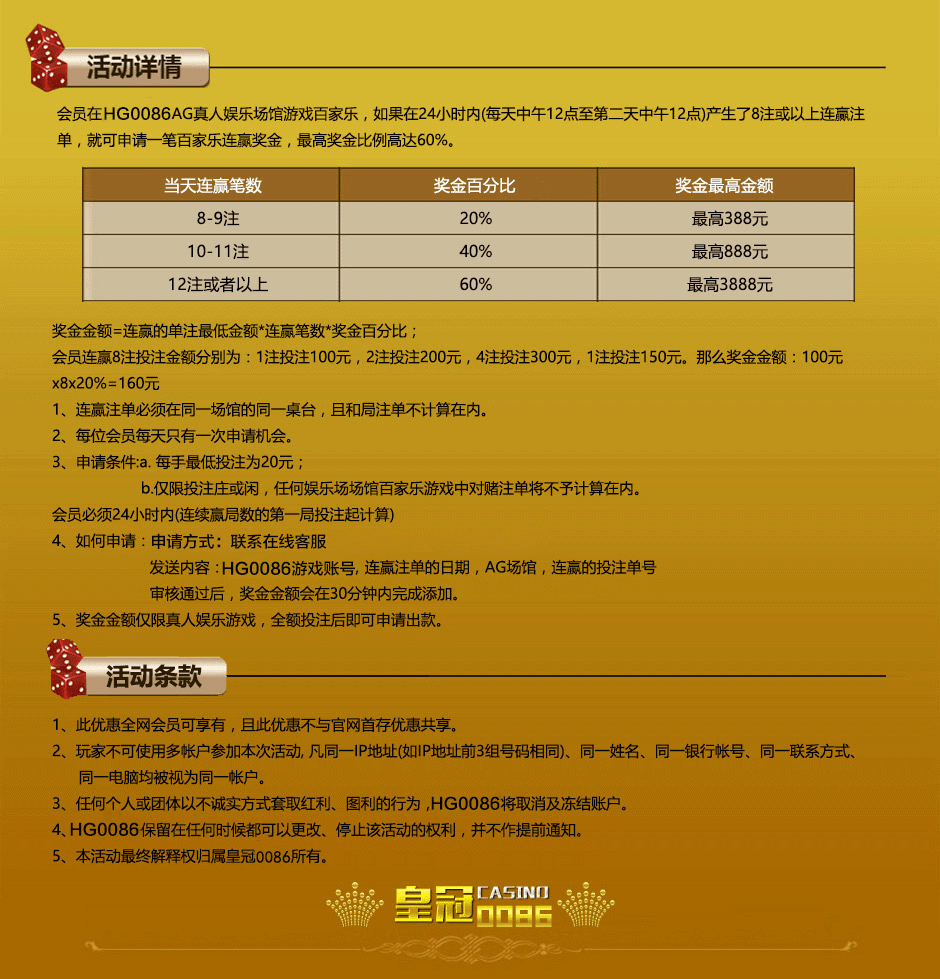 活动详情
会员在HG0086AG真人娱乐场馆游戏百家乐，如果在24小时内(每天中午12点至第二天中午12点)产生了8注或以上连赢注
单，就可申请一笔百家乐连赢奖金，最高奖金比例高达60%。
当天连赢笔数 奖金百分比 奖金最高金额
8-9注 20% 最高388元
10-11注 40% 最高888元
12注或者以上 60% 最高3888元
奖金金额=连赢的单注最低金额*连赢笔数*奖金百分比；
会员连赢8注投注金额分别为：1注投注100元，2注投注200元，4注投注300元，1注投注150元。那么奖金金额：100元
x8x20%=160元
1、连赢注单必须在同一场馆的同一桌台，且和局注单不计算在内。
2、每位会员每天只有一次申请机会。
3、申请条件:a. 每手最低投注为20元；
b.仅限投注庄或闲，任何娱乐场场馆百家乐游戏中对赌注单将不予计算在内。
会员必须24小时内(连续赢局数的第一局投注起计算)
4、如何申请：申请方式：联系在线客服
发送内容：HG0086游戏账号, 连赢注单的日期，AG场馆，连赢的投注单号
审核通过后，奖金金额会在30分钟内完成添加。
5、奖金金额仅限真人娱乐游戏，全额投注后即可申请出款。
活动条款
1、此优惠全网会员可享有，且此优惠不与官网首存优惠共享。
2、玩家不可使用多帐户参加本次活动, 凡同一IP地址(如IP地址前3组号码相同)、同一姓名、同一银行帐号、同一联系方式、
同一电脑均被视为同一帐户。
3、任何个人或团体以不诚实方式套取红利、图利的行为 ,HG0086将取消及冻结账户。
4、HG0086保留在任何时候都可以更改、停止该活动的权利，并不作提前通知。
5、本活动最终解释权归属皇冠0086所有。
皇冠 CASINO
0086